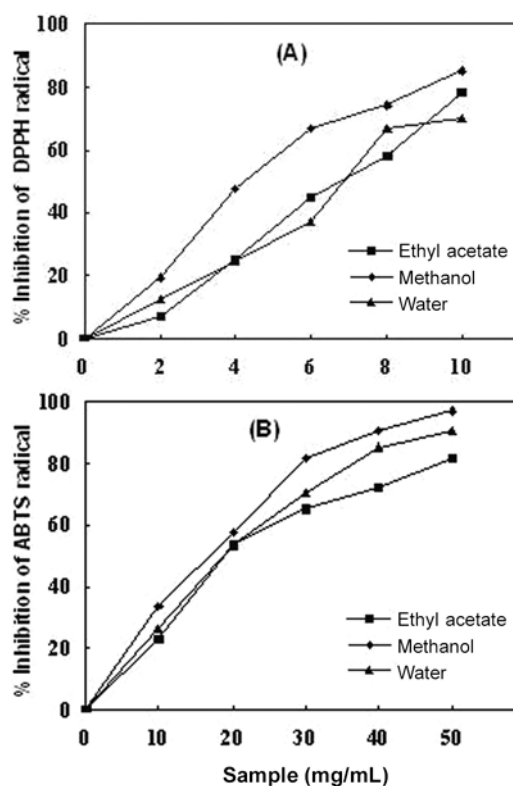 (A)
% Inhibition of DPPH radical
80
60
40
20
0
Ethyl acetate
Methanol
Water
0 2 4 6 8 10
(B)
% Inhibition of ABTS radical
100
80
60
40
20
0
Ethyl acetate
Methanol
Water
0 10 20 30 40 50
Sample (mg/mL)